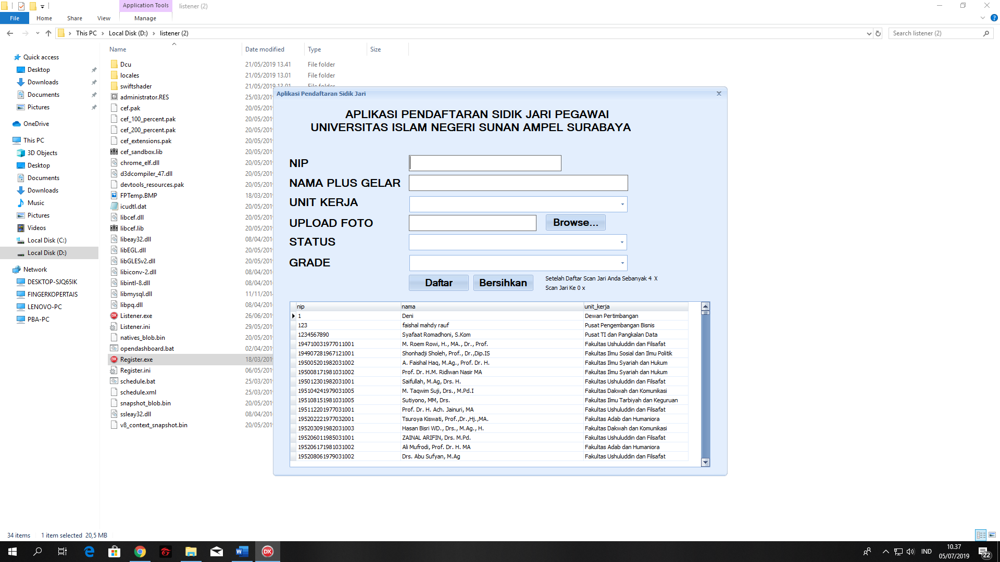 Application Tools
listener (2)
File
Home
Share
View
Manage
This PC
Local Disk (D:)
listener (2)
Search listener (2)
Name
Date modified
Type
Size
Quick access
Desktop
Downloads
Documents
Pictures
OneDrive
This PC
3D Objects
Desktop
Documents
Downloads
Music
Pictures
Videos
Local Disk (C:)
Local Disk (D:)
Network
DESKTOP-SJQ65IK
FINGERKOPERTAIS
LENOVO-PC
PBA-PC
Dcu 21/05/2019 13.41 File folder
locales 21/05/2019 13.01 File folder
swiftshader 21/05/2019 13.01 File folder
administrator.RES 25/03/201
cef.pak 20/05/201
cef_100_percent.pak 20/05/201
cef_200_percent.pak 20/05/201
cef_extensions.pak 20/05/201
cef_sandbox.lib 20/05/201
chrome_elf.dll 20/05/201
d3dcompiler_47.dll 20/05/201
devtools_resources.pak 20/05/201
FPTemp.BMP 18/03/201
icudtl.dat 20/05/201
libcef.dll 20/05/201
libcef.lib 20/05/201
libeay32.dll 08/04/201
libEGL.dll 20/05/201
libGLESv2.dll 20/05/201
libiconv-2.dll 08/04/201
libintl-8.dll 08/04/201
libmysql.dll 11/11/201
libpq.dll 08/04/201
Listener.exe 26/06/201
Listener.ini 29/05/201
natives_blob.bin 20/05/201
opendashboard.bat 02/04/201
Register.exe 18/03/201
Register.ini 06/05/201
schedule.bat 25/03/201
schedule.xml 25/03/201
snapshot_blob.bin 20/05/201
ssleay32.dll 08/04/201
v8_context_snapshot.bin 20/05/201
Aplikasi Pendaftaran Sidik Jari
APLIKASI PENDAFTARAN SIDIK JARI PEGAWAI
UNIVERSITAS ISLAM NEGERI SUNAN AMPEL SURABAYA
NIP
NAMA PLUS GELAR
UNIT KERJA
UPLOAD FOTO
Browse...
STATUS
GRADE
Daftar
Bersihkan
Setelah Daftar Scan Jari Anda Sebanyak 4 X
Scan Jari Ke 0 x
nip nama unit_kerja
1 Deni Dewan Pertimbangan
123 faishal mahdy rauf Pusat Pengembangan Bisnis
1234567890 Syafaat Romadhoni, S.Kom Pusat TI dan Pangkalan Data
194710031977011001 M. Roem Rowi, H., MA., Dr., Prof. Fakultas Ushuluddin dan Filsafat
194907281967121001 Shonhadji Sholeh, Prof., Dr.,Dip.IS Fakultas Ilmu Sosial dan Ilmu Politik
195005201982031002 A. Faishal Haq, M.Ag., Prof. Dr. H. Fakultas Ilmu Syariah dan Hukum
195008171981031002 Prof. Dr. H.M. Ridlwan Nasir MA Fakultas Ilmu Syariah dan Hukum
195012301982031001 Saifullah, M.Ag, Drs. H. Fakultas Ushuluddin dan Filsafat
195104241979031005 M. Taqwim Suji, Drs., M.Pd.I Fakultas Dakwah dan Komunikasi
195108151981031005 Sutiyono, MM, Drs. Fakultas Ilmu Tarbiyah dan Keguruan
195112201977031001 Prof. Dr. H. Ach. Jainuri, MA Fakultas Ushuluddin dan Filsafat
195202221977032001 Tsuroya Kiswati, Prof.,Dr.,Hj.,MA. Fakultas Adab dan Humaniora
195203091982031003 Hasan Bisri WD., Drs., M.Ag., H. Fakultas Dakwah dan Komunikasi
195206011985031001 ZAINAL ARIFIN, Drs. M.Pd. Fakultas Ushuluddin dan Filsafat
195206171981031002 Ali Mufrodi, Prof. Dr. H. MA Fakultas Adab dan Humaniora
195208061979031002 Drs. Abu Sufyan, M.Ag Fakultas Ushuluddin dan Filsafat
34 items
1 item selected 20,5 MB
IND
10.37
05/07/2019
22